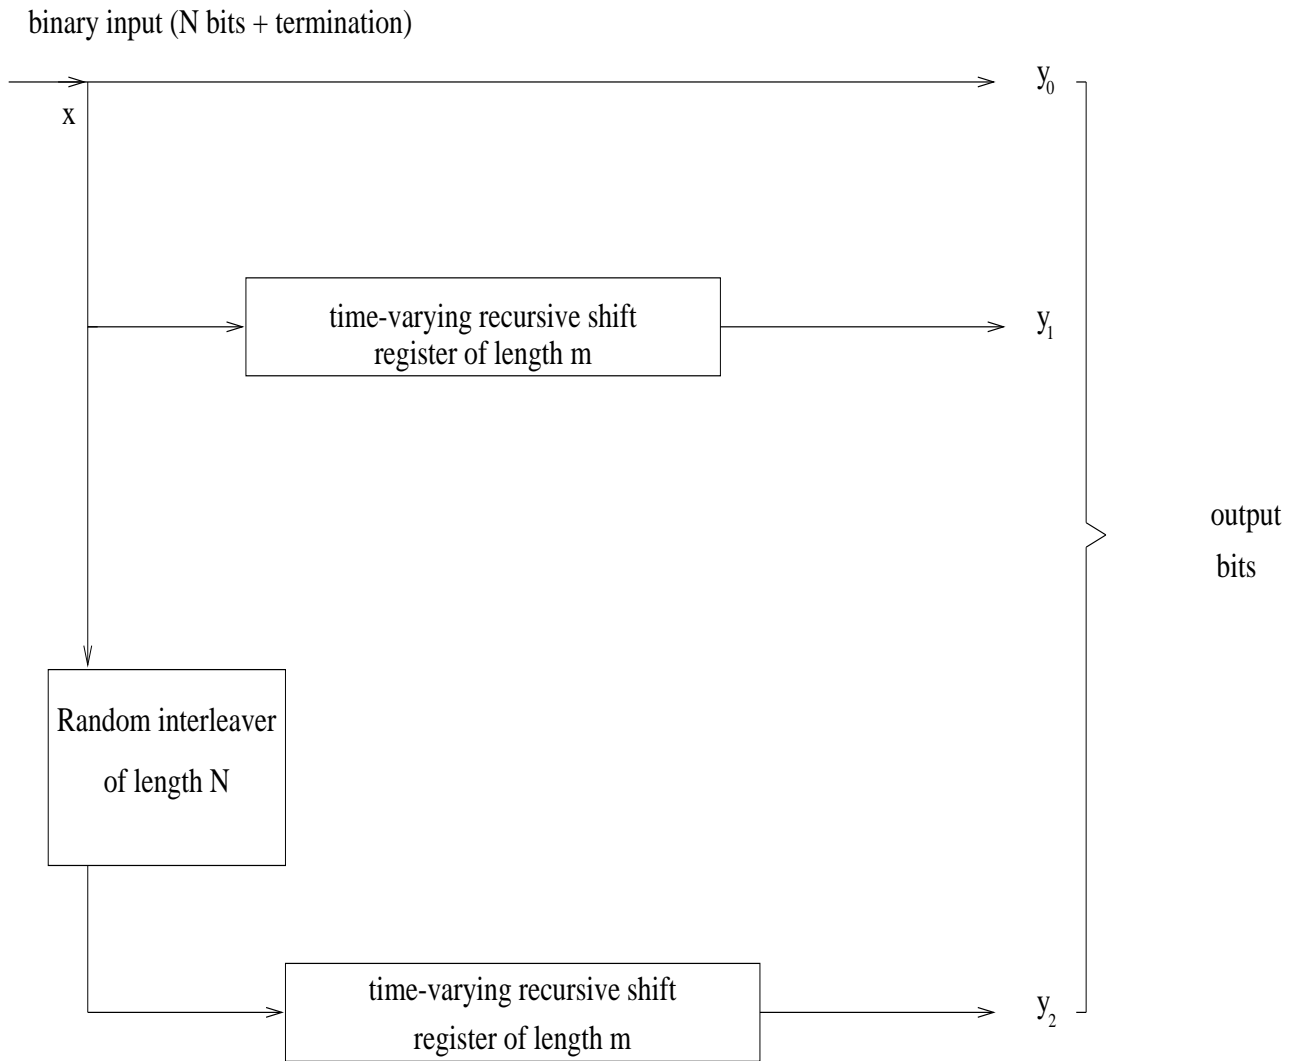 binary input (N bits + termination)
y0
x
time-varying recursive shift
register of length m
y1
output
bits
Random interleaver
of length N
time-varying recursive shift
register of length m
y2